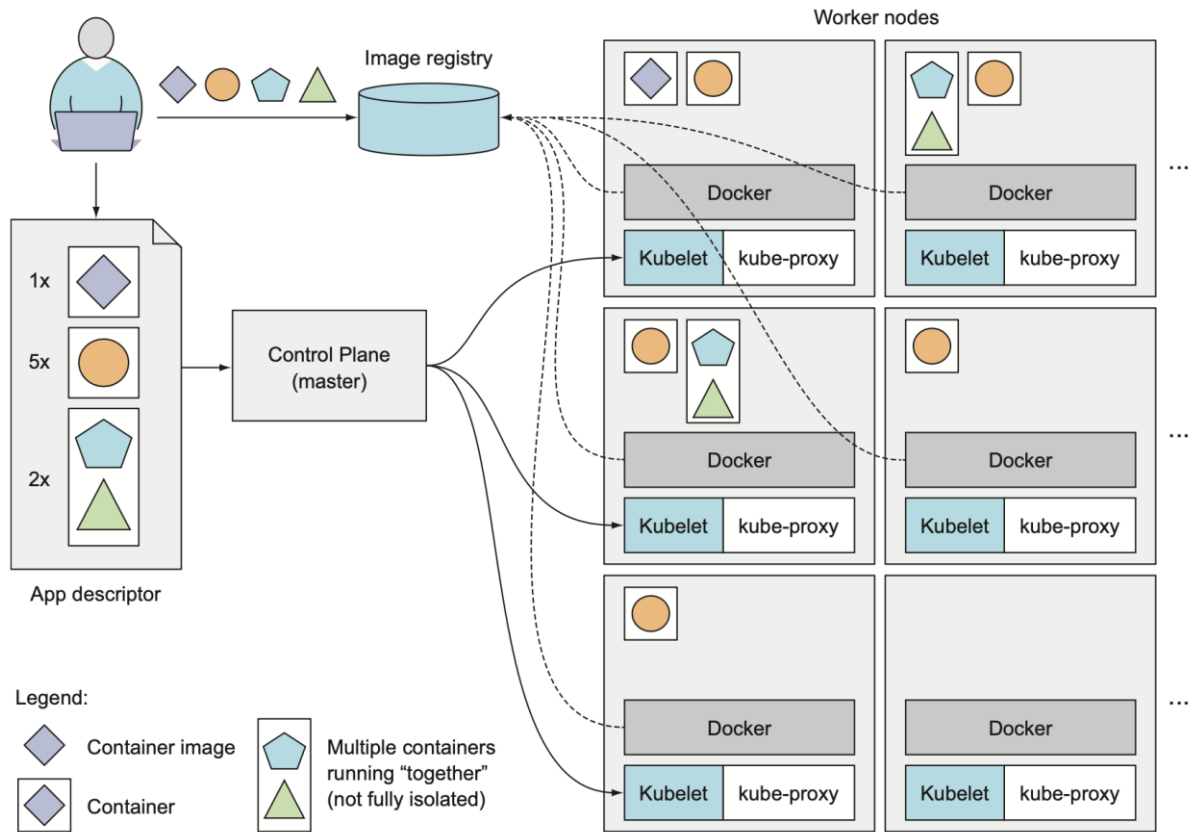 Worker nodes
Image registry
Docker
Kubelet
kube-proxy
Docker
Kubelet
kube-proxy
...
1x
5x
2x
App descriptor
Control Plane
(master)
Docker
Kubelet
kube-proxy
Docker
Kubelet
kube-proxy
...
Docker
Kubelet
kube-proxy
Docker
Kubelet
kube-proxy
...
Legend:
Container image
Container
Multiple containers
running “together”
(not fully isolated)